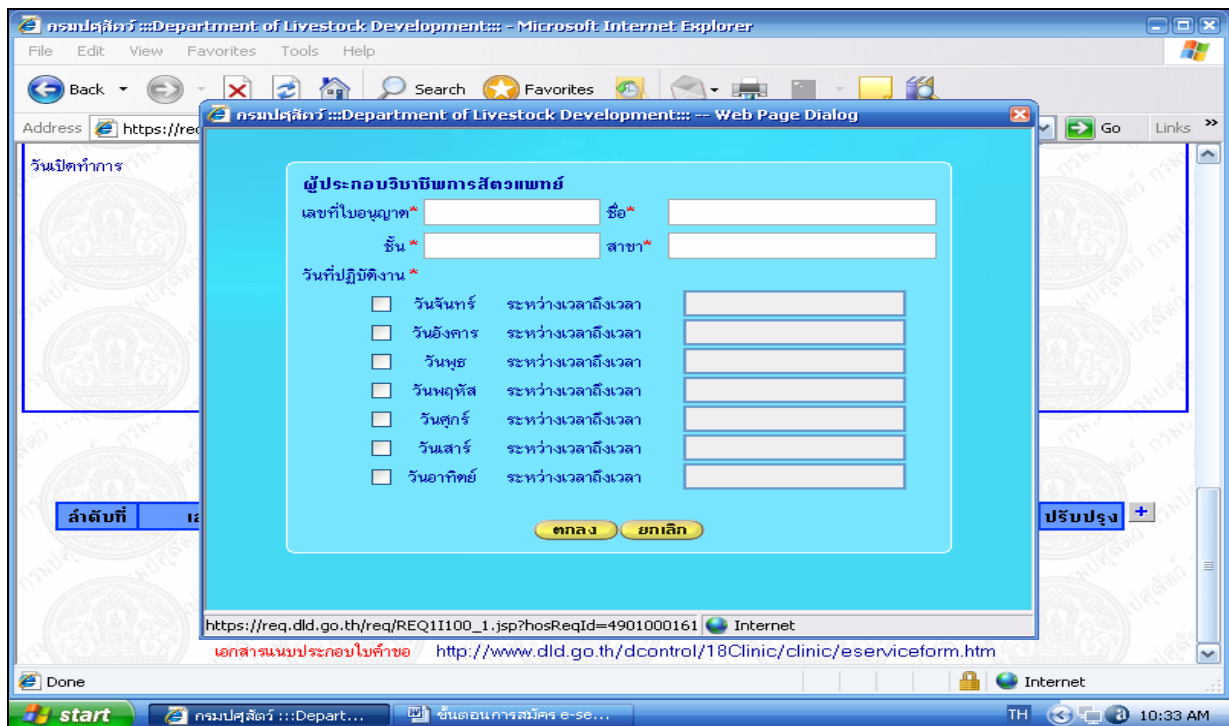 กรมปศุสัตว์ :::Department of Livestock Development::: - Microsoft Internet Explorer
File Edit View Favorites Tools Help
Back Search Favorites
Address https://req Go Links »
กรมปศุสัตว์ :::Department of Livestock Development::: -- Web Page Dialog
วันเปิดทำการ
ผู้ประกอบวิชาชีพการสัตวแพทย์
เลขที่ใบอนุญาต* ชื่อ*
ชั้น * สาขา*
วันที่ปฏิบัติงาน *
วันจันทร์ ระหว่างเวลาถึงเวลา
วันอังคาร ระหว่างเวลาถึงเวลา
วันพุธ ระหว่างเวลาถึงเวลา
วันพฤหัส ระหว่างเวลาถึงเวลา
วันศุกร์ ระหว่างเวลาถึงเวลา
วันเสาร์ ระหว่างเวลาถึงเวลา
วันอาทิตย์ ระหว่างเวลาถึงเวลา
ลำดับที่ ปรับปรุง +
ตกลง ยกเลิก
https://req.dld.go.th/req/REQ1I100_1.jsp?hosReqId=4901000161 Internet
เอกสารแนบประกอบใบคำขอ http://www.dld.go.th/dcontrol/18Clinic/clinic/eserviceform.htm
Done Internet
start กรมปศุสัตว์ :::Depart... ขั้นตอนการสมัคร e-se... TH 10:33 AM